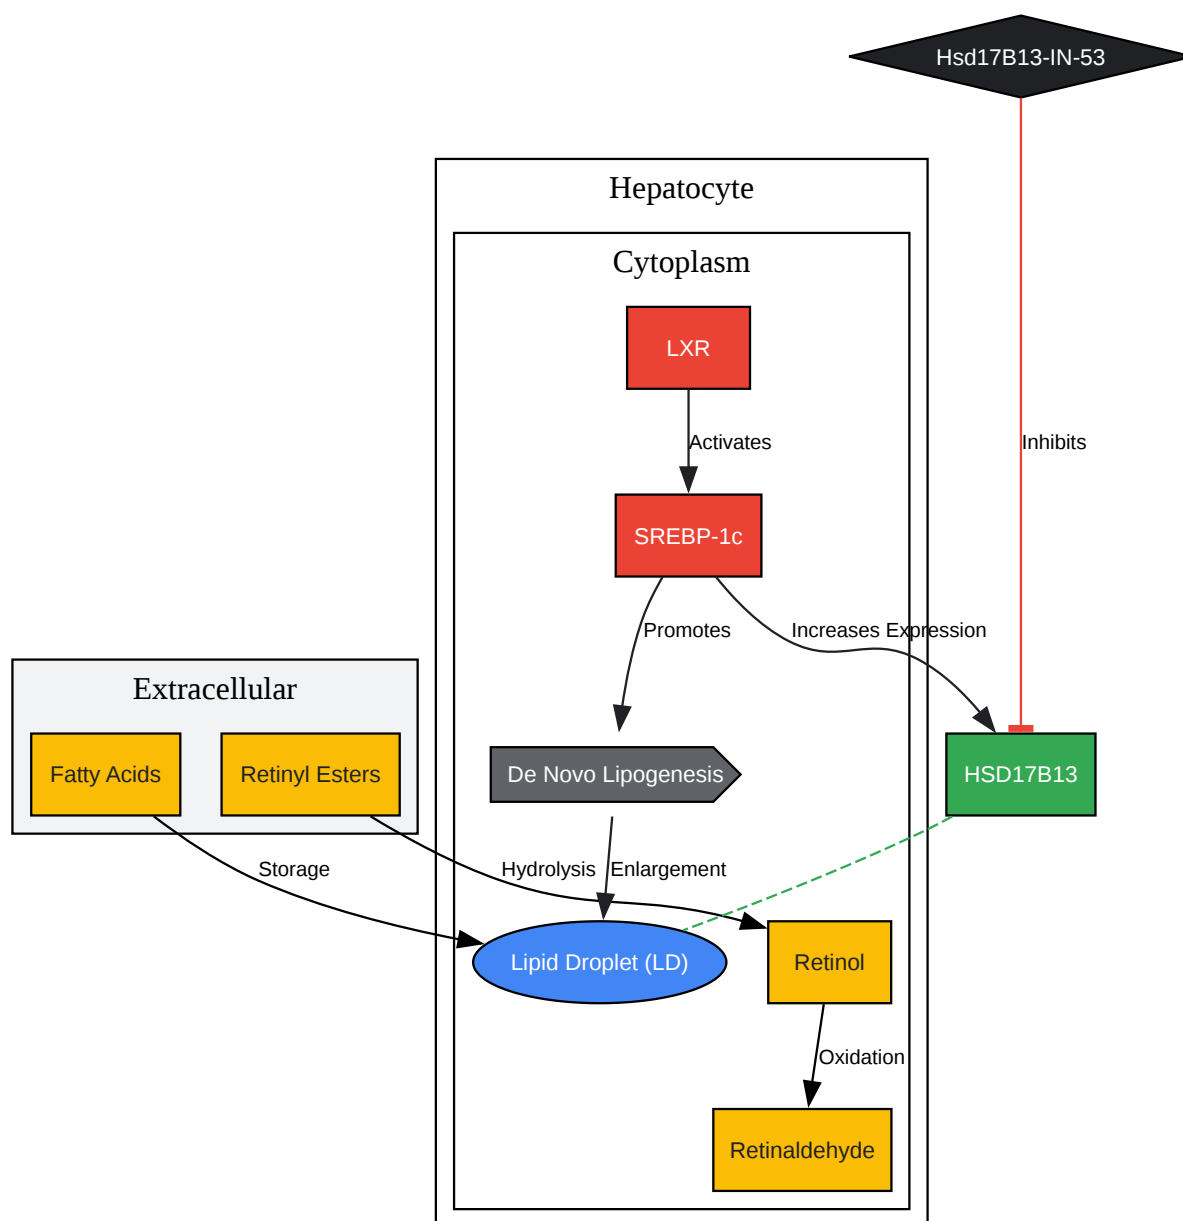 Hsd17B13-IN-53
Hepatocyte
Cytoplasm
LXR
Activates
Inhibits
SREBP-1c
Promotes
Increases Expression
Extracellular
Fatty Acids
Retinyl Esters
De Novo Lipogenesis
HSD17B13
Storage
Hydrolysis
Enlargement
Lipid Droplet (LD)
Retinol
Oxidation
Retinaldehyde